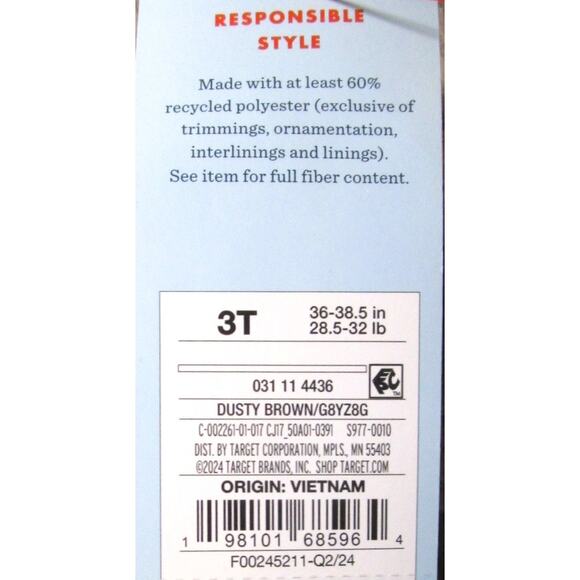 RESPONSIBLE
STYLE
Made with at least 60%
recycled polyester (exclusive of
trimmings, ornamentation,
interlinings and linings).
See item for full fiber content.
3T
36-38.5 in
28.5-32 lb
031 11 4436
TM
DUSTY BROWN/G8YZ8G
C-002261-01-017 CJ17_50A01-0391 S977-0010
DIST. BY TARGET CORPORATION, MPLS., MN 55403
©2024 TARGET BRANDS, INC. SHOP TARGET.COM
ORIGIN: VIETNAM
1 98101 68596 4
F00245211-Q2/24